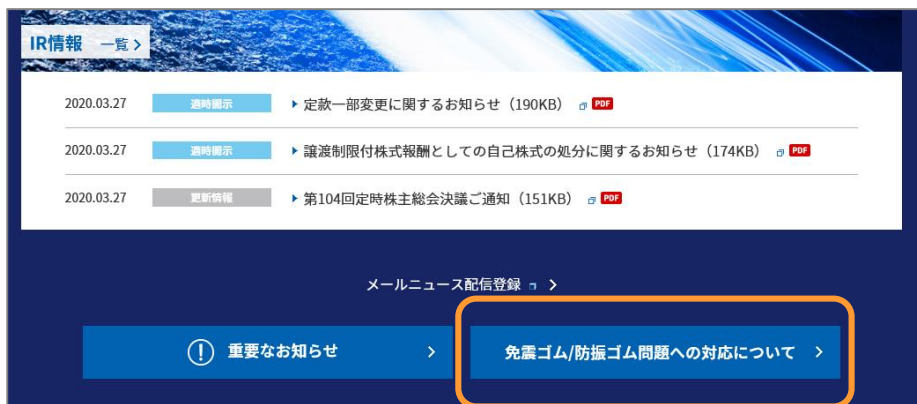 IR情報 一覧 >
2020.03.27 適時開示 定款一部変更に関するお知らせ（190KB） PDF
2020.03.27 適時開示 譲渡制限付株式報酬としての自己株式の処分に関するお知らせ（174KB） PDF
2020.03.27 更新情報 第104回定時株主総会決議ご通知（151KB） PDF
メールニュース配信登録 >
! 重要なお知らせ >
免震ゴム/防振ゴム問題への対応について >